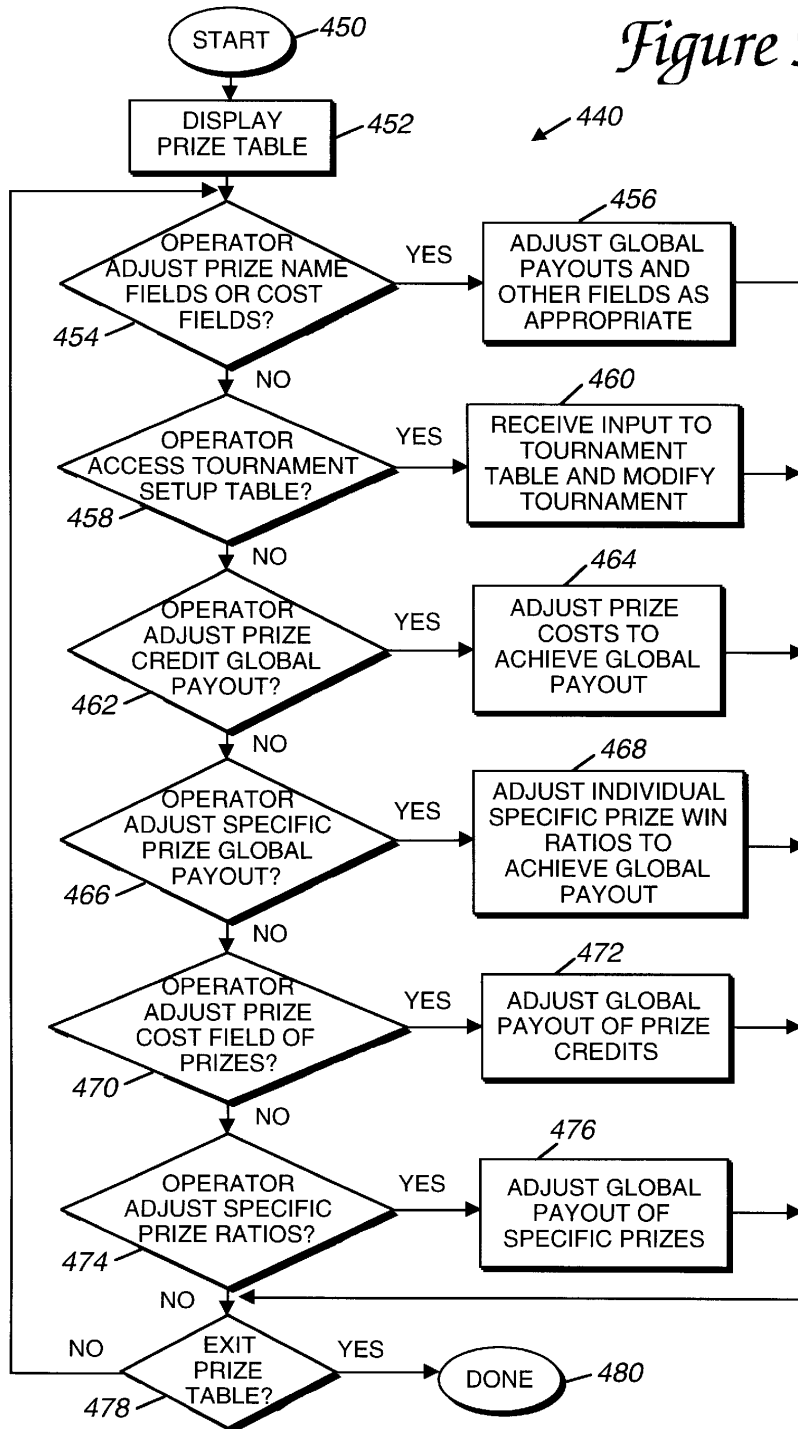 START
450
Figure
DISPLAY
PRIZE TABLE
452
440
OPERATOR
ADJUST PRIZE NAME
FIELDS OR COST
FIELDS?
454
YES
456
ADJUST GLOBAL
PAYOUTS AND
OTHER FIELDS AS
APPROPRIATE
NO
OPERATOR
ACCESS TOURNAMENT
SETUP TABLE?
458
YES
460
RECEIVE INPUT TO
TOURNAMENT
TABLE AND MODIFY
TOURNAMENT
NO
OPERATOR
ADJUST PRIZE
CREDIT GLOBAL
PAYOUT?
462
YES
464
ADJUST PRIZE
COSTS TO
ACHIEVE GLOBAL
PAYOUT
NO
OPERATOR
ADJUST SPECIFIC
PRIZE GLOBAL
PAYOUT?
466
YES
468
ADJUST INDIVIDUAL
SPECIFIC PRIZE WIN
RATIOS TO
ACHIEVE GLOBAL
PAYOUT
NO
OPERATOR
ADJUST PRIZE
COST FIELD OF
PRIZES?
470
YES
472
ADJUST GLOBAL
PAYOUT OF PRIZE
CREDITS
NO
OPERATOR
ADJUST SPECIFIC
PRIZE RATIOS?
474
YES
476
ADJUST GLOBAL
PAYOUT OF
SPECIFIC PRIZES
NO
EXIT
PRIZE
TABLE?
478
NO
YES
DONE
480